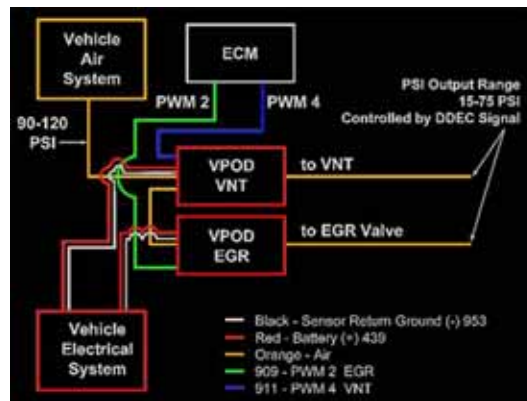 Vehicle
Air
System
ECM
PWM 2
PWM 4
PSI Output Range
15-75 PSI
Controlled by DDEC Signal
90-120
PSI
VPOD
VNT
to VNT
VPOD
EGR
to EGR Valve
Vehicle
Electrical
System
Black - Sensor Return Ground (-) 953
Red - Battery (+) 439
Orange - Air
909 - PWM 2 EGR
911 - PWM 4 VNT